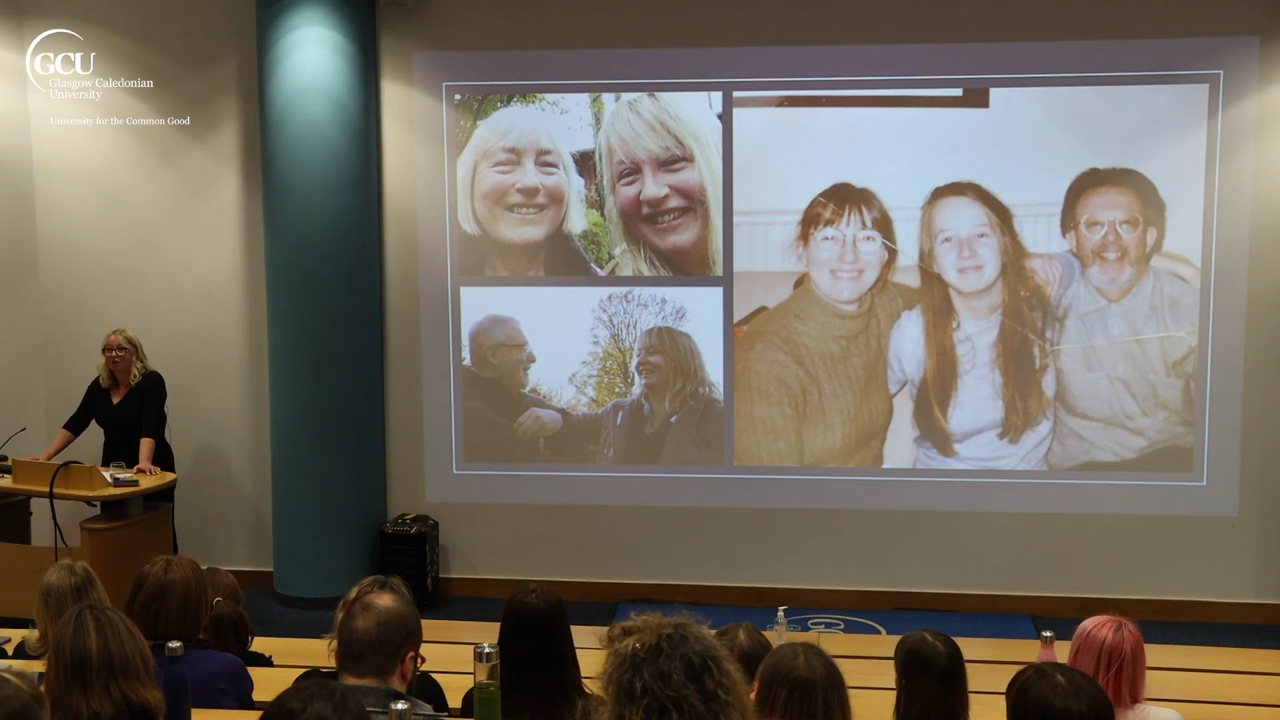 GCU
Glasgow Caledonian
University
University for the Common Good